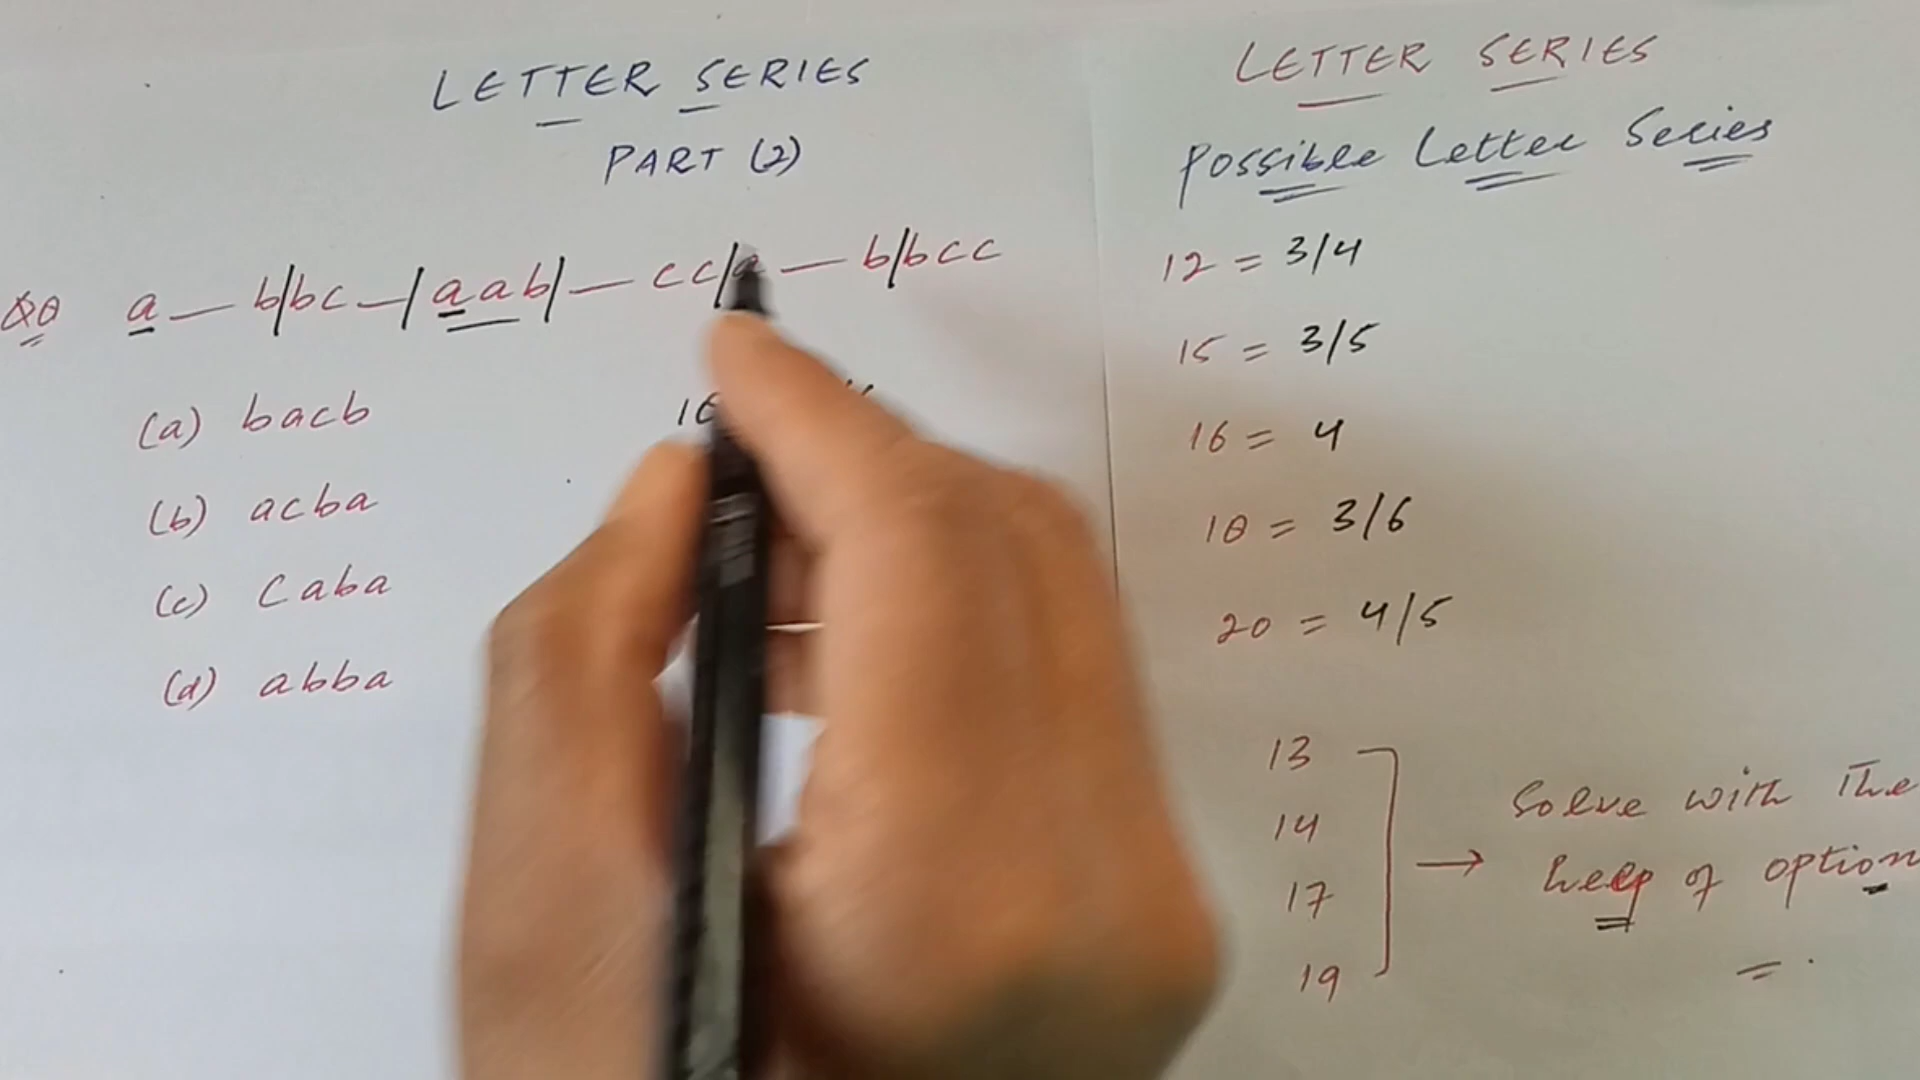 LETTER SERIES
PART (2)
Q8 a — b/bc —/ aab/ — cc/a — b/bcc
(a) bacb
(b) acba
(c) Caba
(d) abba
LETTER SERIES
Possible Letter Series
12 = 3/4
15 = 3/5
16 = 4
18 = 3/6
20 = 4/5
13
14
17
19
→ Solve with The
help of option